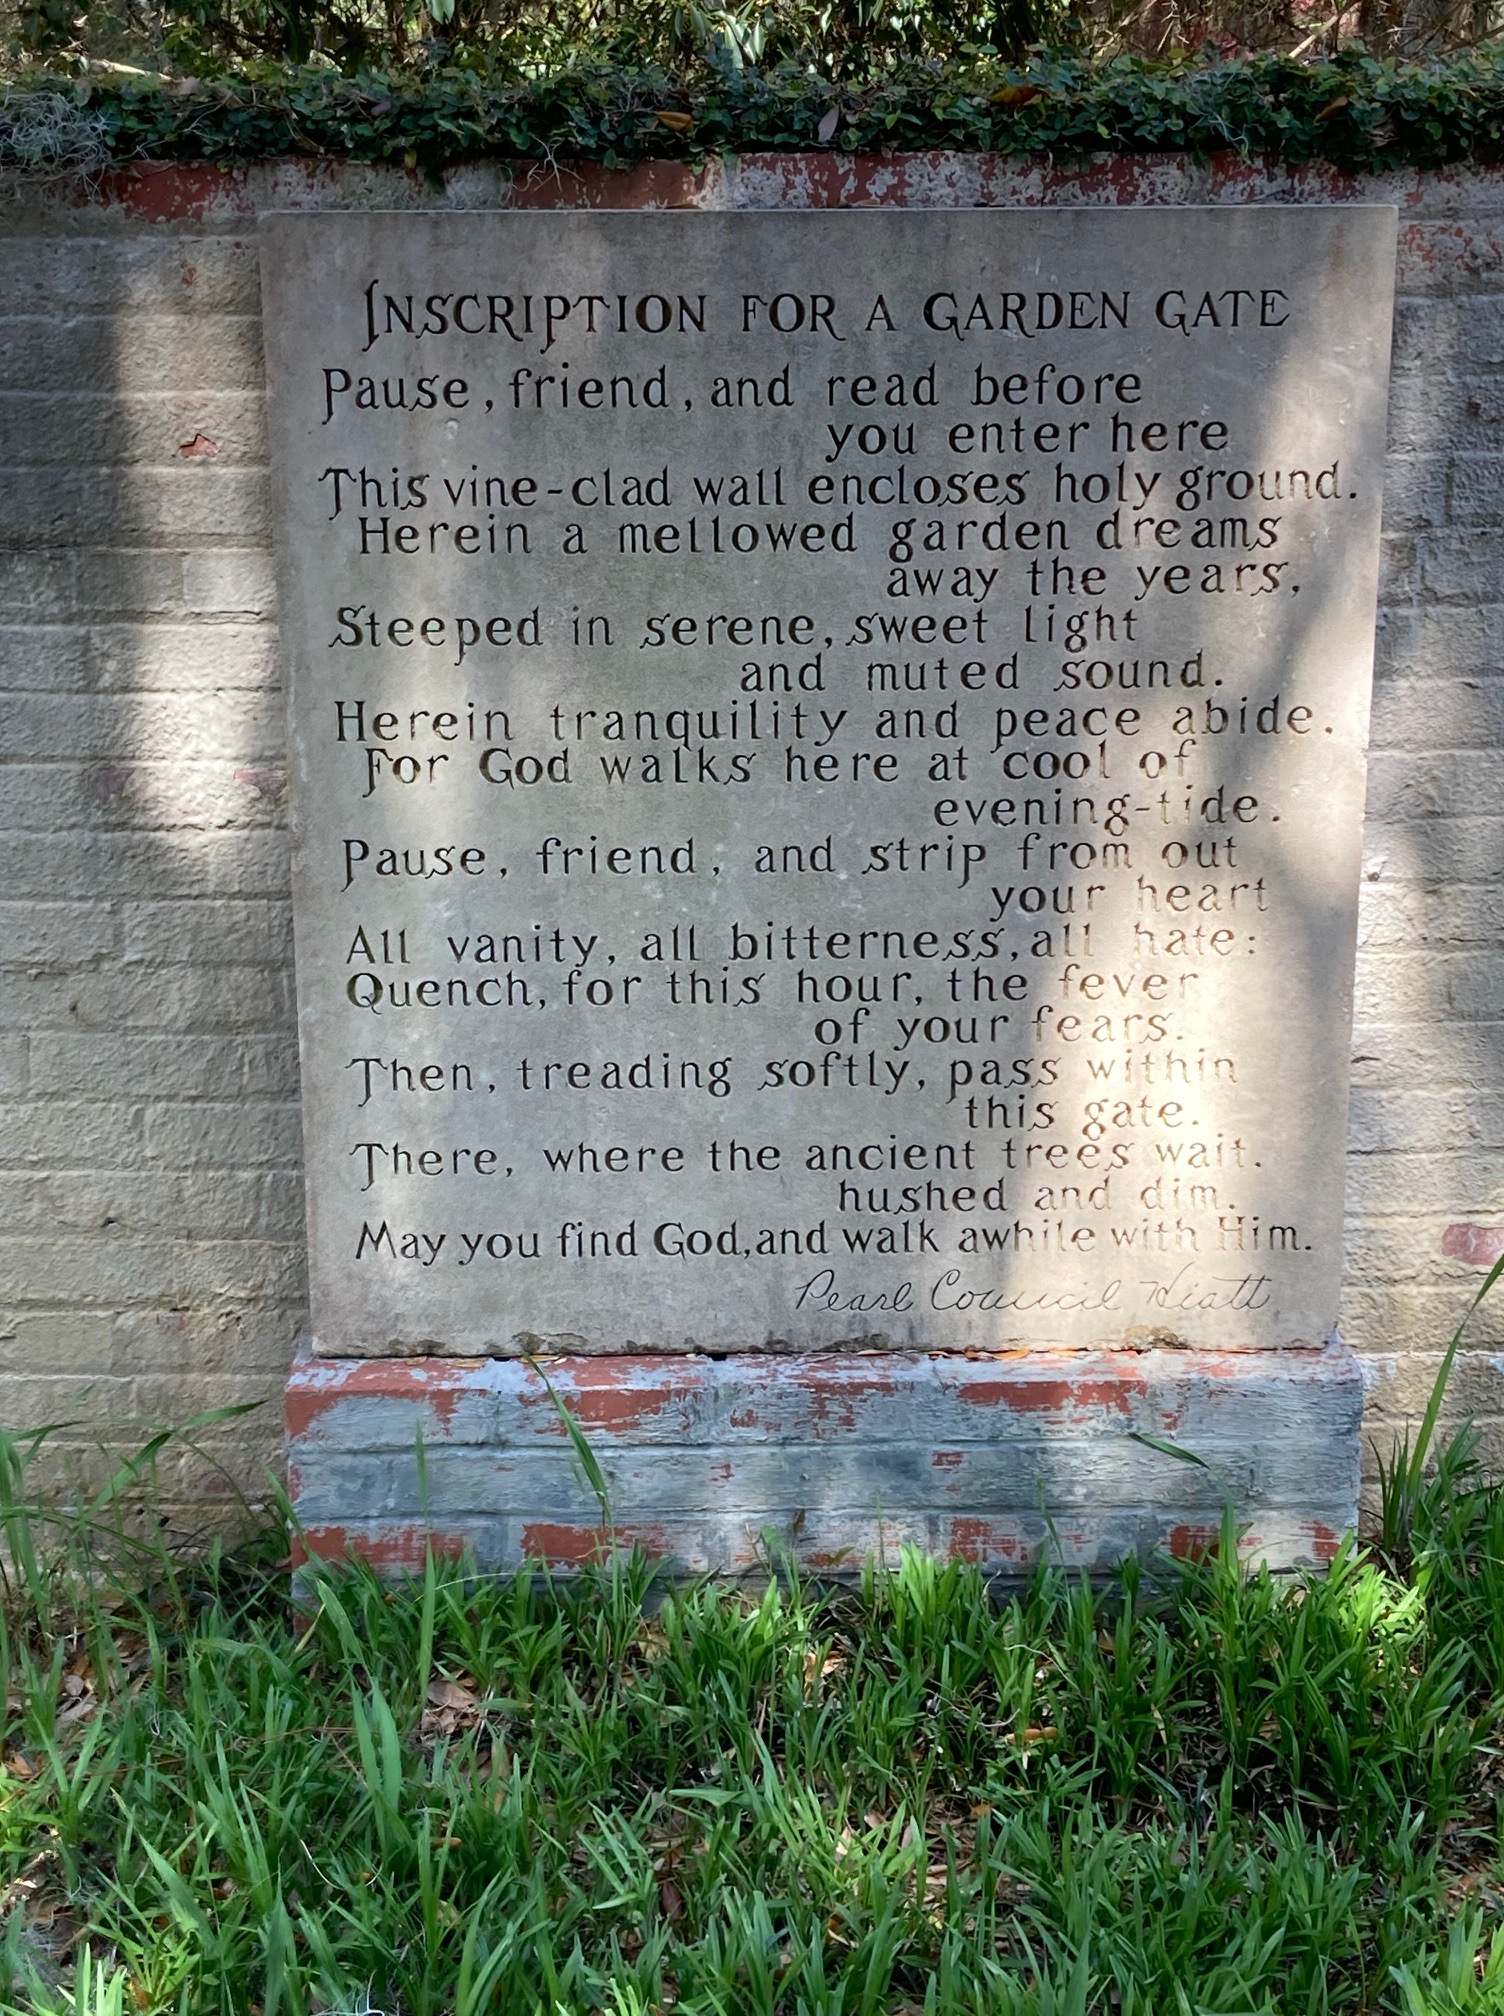 INSCRIPTION FOR A GARDEN GATE
Pause, friend, and read before
you enter here
This vine-clad wall encloses holy ground.
Herein a mellowed garden dreams
away the years,
Steeped in serene, sweet light
and muted sound.
Herein tranquility and peace abide.
For God walks here at cool of
evening-tide.
Pause, friend, and strip from out
your heart
All vanity, all bitterness, all hate:
Quench, for this hour, the fever
of your fears.
Then, treading softly, pass within
this gate.
There, where the ancient trees wait.
hushed and dim.
May you find God, and walk awhile with Him.
Pearl Council Hiatt